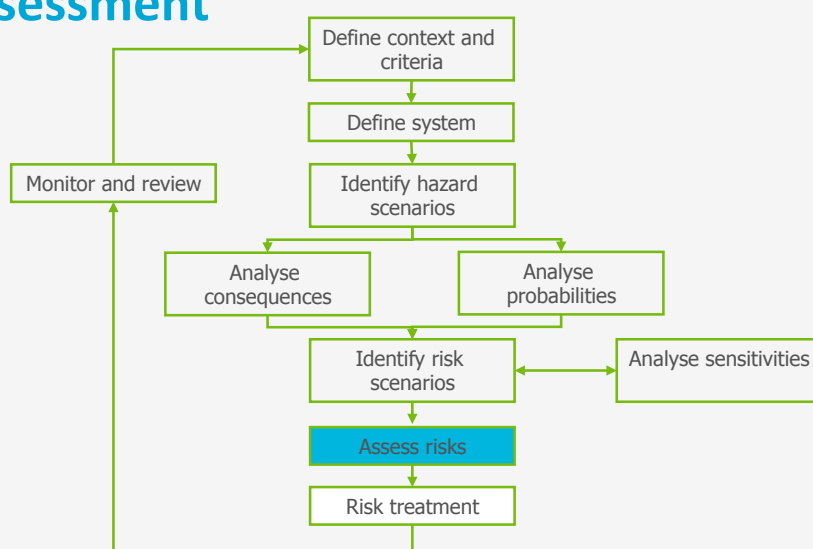 sessment
Define context and
criteria
Define system
Monitor and review
Identify hazard
scenarios
Analyse
consequences
Analyse
probabilities
Identify risk
scenarios
Analyse sensitivities
Assess risks
Risk treatment